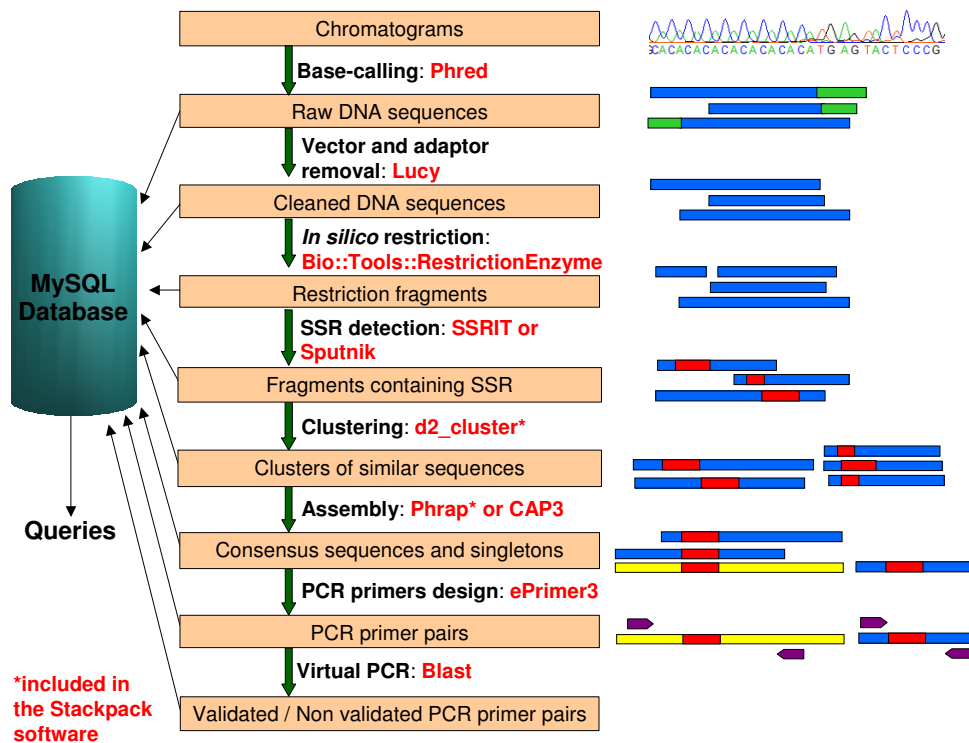 Chromatograms
Base-calling: Phred
Raw DNA sequences
Vector and adaptor
removal: Lucy
Cleaned DNA sequences
In silico restriction:
Bio::Tools::RestrictionEnzyme
Restriction fragments
SSR detection: SSRIT or
Sputnik
Fragments containing SSR
Clustering: d2_cluster*
Clusters of similar sequences
Assembly: Phrap* or CAP3
Consensus sequences and singletons
PCR primers design: ePrimer3
PCR primer pairs
Virtual PCR: Blast
Validated / Non validated PCR primer pairs
MySQL
Database
Queries
*included in
the Stackpack
software
CACACACACACACACATGAGTACTCCCG